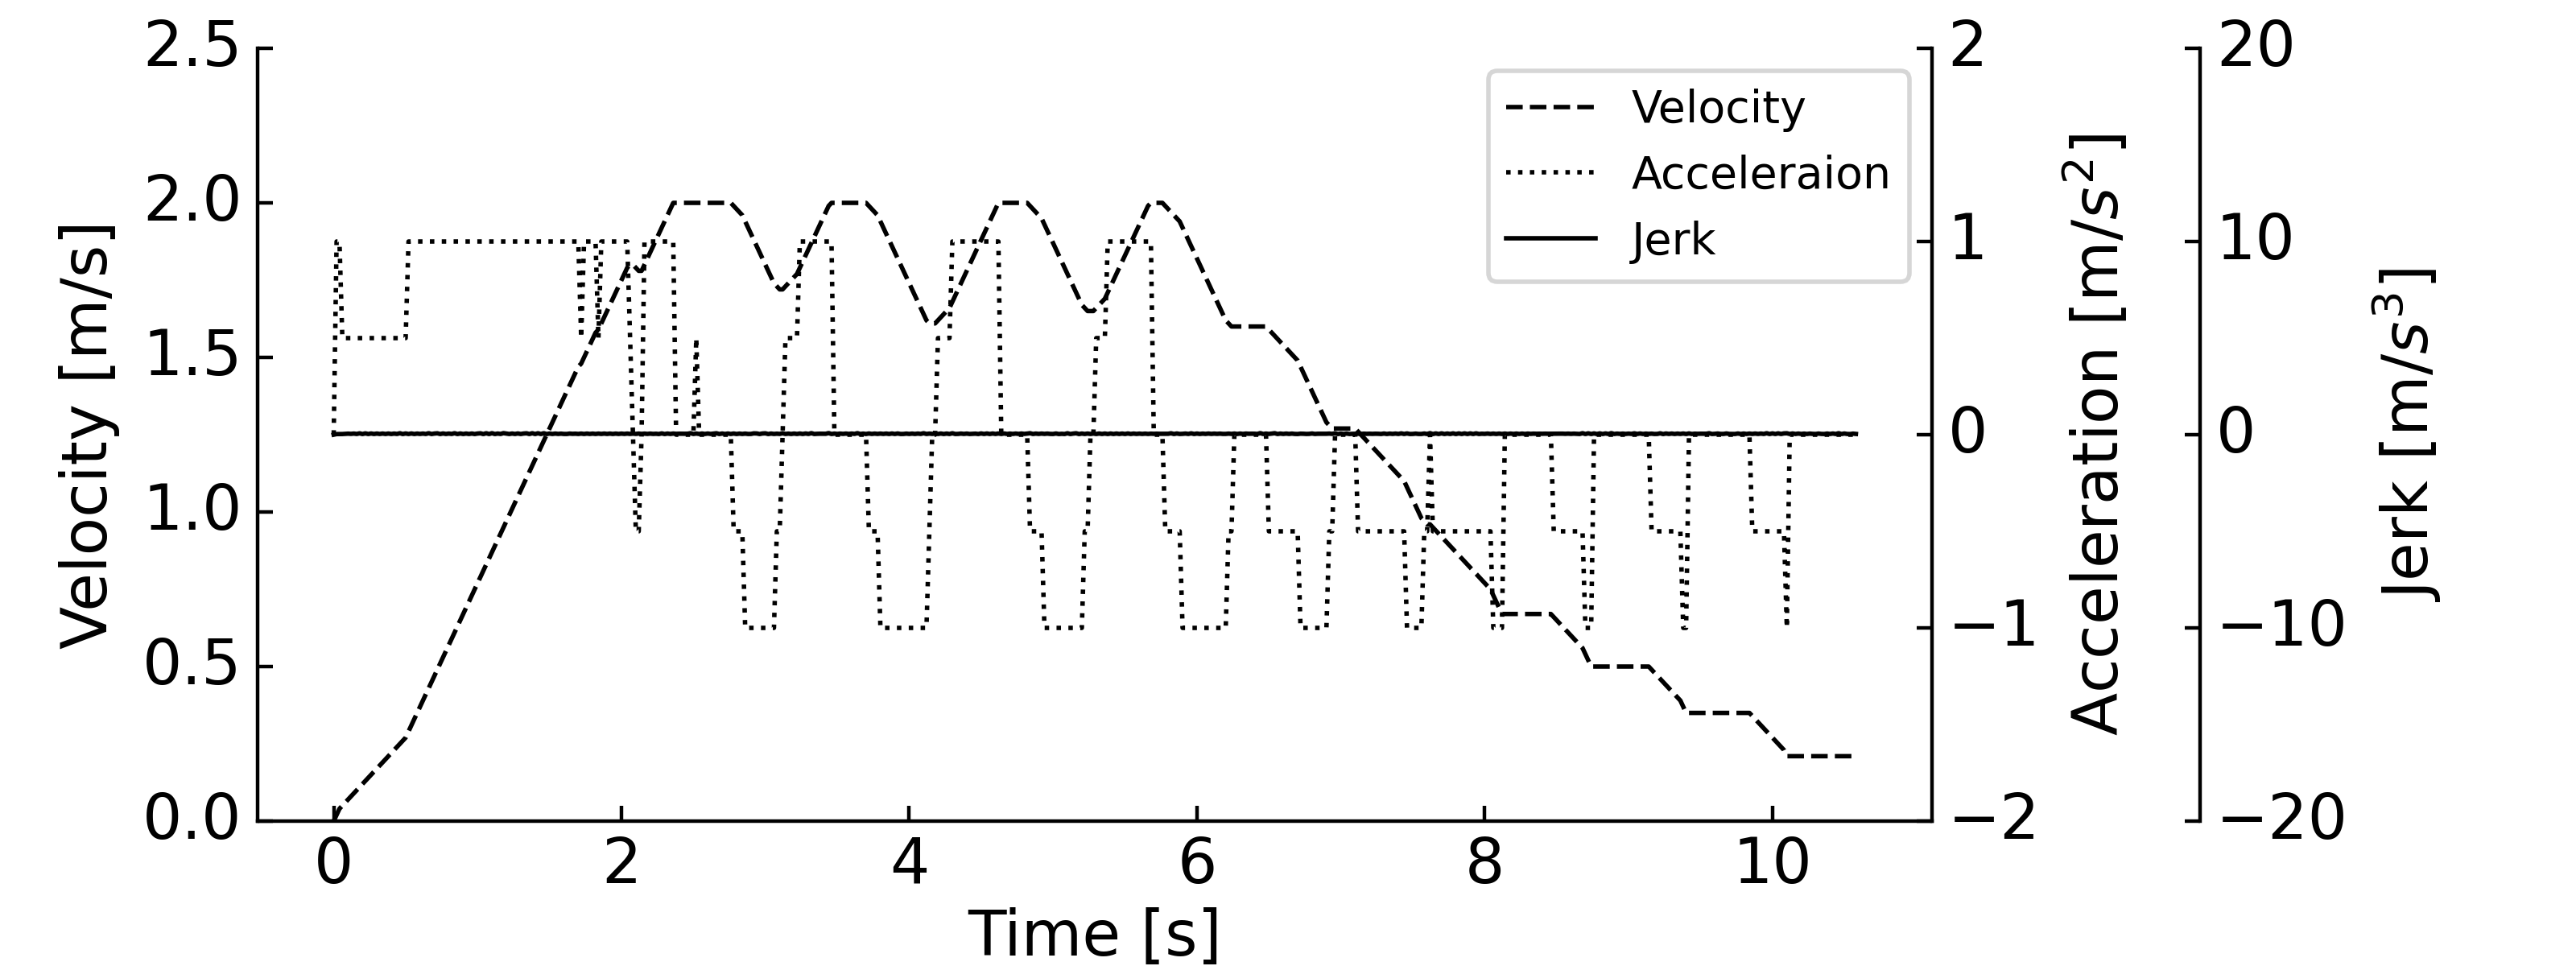 2.5
2.0
1.5
1.0
0.5
0.0
Velocity [m/s]
0 2 4 6 8 10
Time [s]
Velocity
Acceleraion
Jerk
2
1
0
−1
−2
Acceleration [m/s²]
20
10
0
−10
−20
Jerk [m/s³]